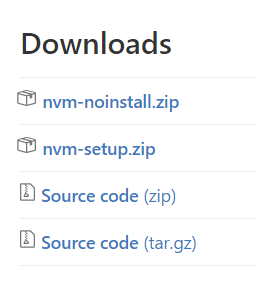 Downloads
nvm-noinstall.zip
nvm-setup.zip
Source code (zip)
Source code (tar.gz)